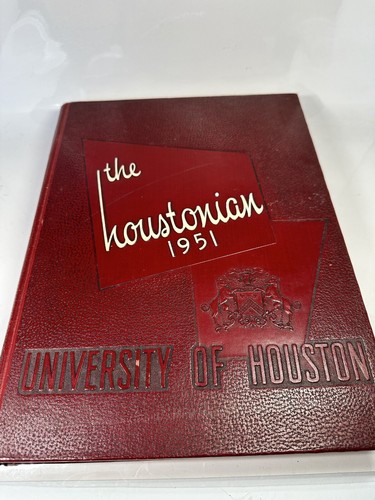 the
houstonian
1951
UNIVERSITY OF HOUSTON